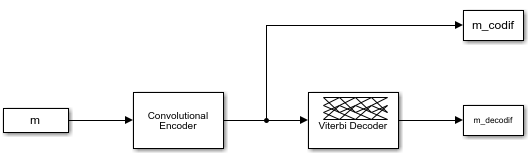 m_codif
m
Convolutional
Encoder
Viterbi Decoder
m_decodif